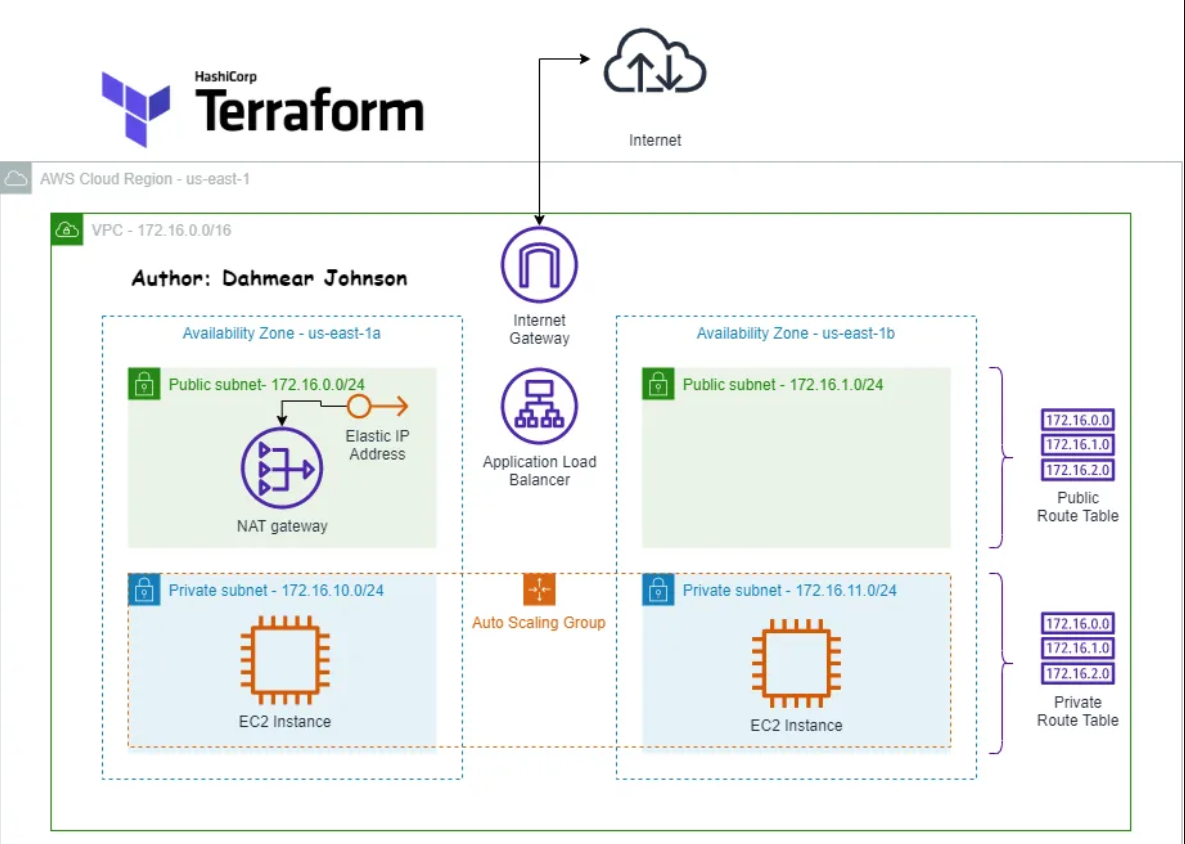 HashiCorp
Terraform
Internet
AWS Cloud Region - us-east-1
VPC - 172.16.0.0/16
Author: Dahmear Johnson
Internet
Gateway
Availability Zone - us-east-1a
Availability Zone - us-east-1b
Public subnet- 172.16.0.0/24
Public subnet - 172.16.1.0/24
Elastic IP
Address
NAT gateway
Application Load
Balancer
172.16.0.0
172.16.1.0
172.16.2.0
Public
Route Table
Private subnet - 172.16.10.0/24
Private subnet - 172.16.11.0/24
Auto Scaling Group
EC2 Instance
EC2 Instance
172.16.0.0
172.16.1.0
172.16.2.0
Private
Route Table